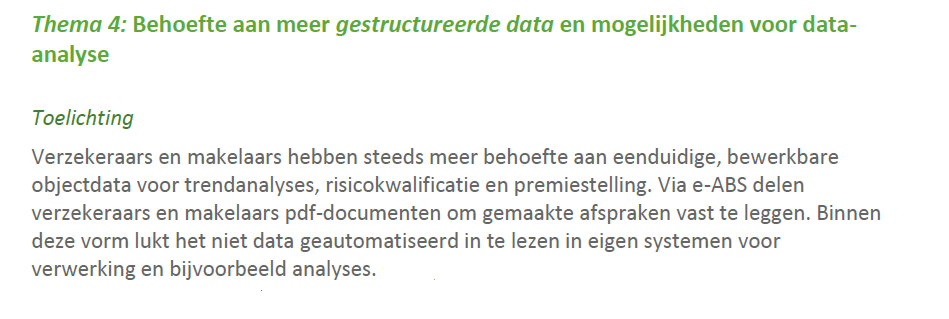 Thema 4: Behoefte aan meer gestructureerde data en mogelijkheden voor data-
analyse
Toelichting
Verzekeraars en makelaars hebben steeds meer behoefte aan eenduidige, bewerkbare
objectdata voor trendanalyses, risicokwalificatie en premiestelling. Via e-ABS delen
verzekeraars en makelaars pdf-documenten om gemaakte afspraken vast te leggen. Binnen
deze vorm lukt het niet data geautomatiseerd in te lezen in eigen systemen voor
verwerking en bijvoorbeeld analyses.